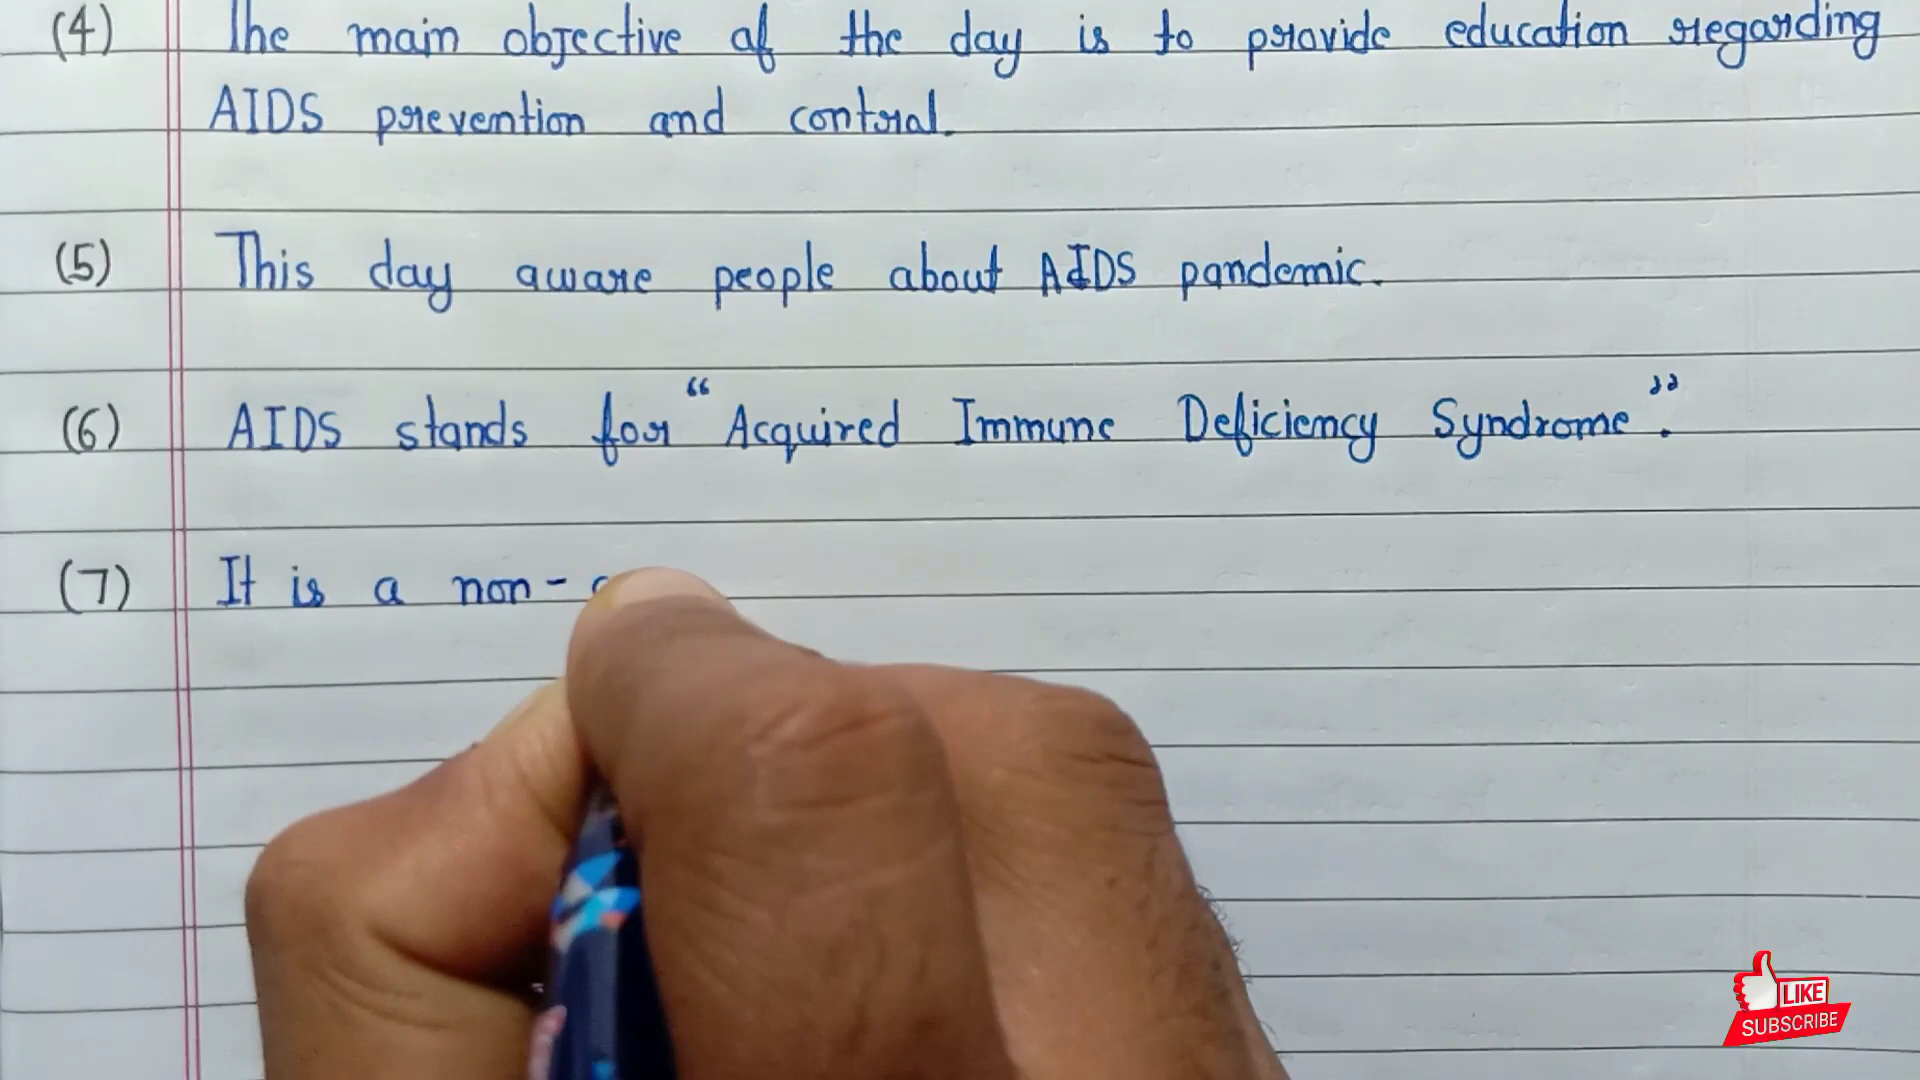 (4) The main objective of the day is to provide education regarding
AIDS prevention and control.
(5) This day aware people about AIDS pandemic.
(6) AIDS stands for “Acquired Immune Deficiency Syndrome”.
(7) It is a non-
LIKE
SUBSCRIBE